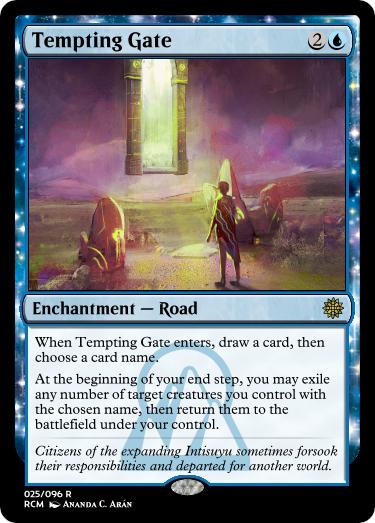 Tempting Gate 2
Enchantment — Road
When Tempting Gate enters, draw a card, then
choose a card name.
At the beginning of your end step, you may exile
any number of target creatures you control with
the chosen name, then return them to the
battlefield under your control.
Citizens of the expanding Intisuyu sometimes forsook
their responsibilities and departed for another world.
025/096 R
RCM Ananda C. Arán